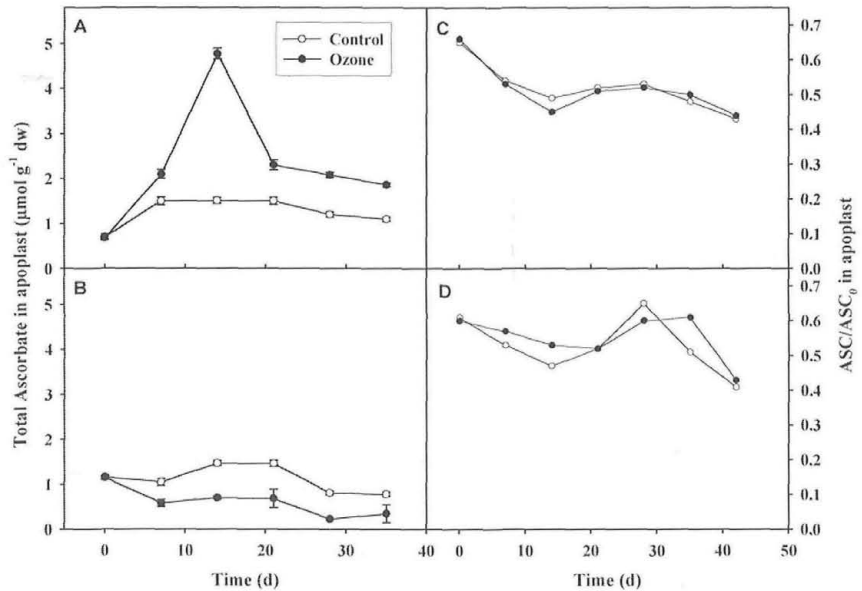 A
Control
Ozone
5
4
3
2
1
0
C
0.7
0.6
0.5
0.4
0.3
0.2
0.1
0.0
B
5
4
3
2
1
0
D
0.7
0.6
0.5
0.4
0.3
0.2
0.1
0.0
Total Ascorbate in apoplast (µmol g⁻¹ dw)
ASC/ASC₀ in apoplast
0 10 20 30 40
0 10 20 30 40 50
Time (d)
Time (d)